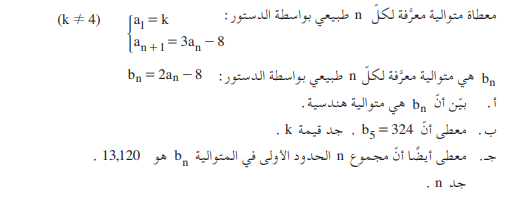 معطاة متوالية معرَّفة لكلّ n طبيعي بواسطة الدستور: { a₁ = k (k ≠ 4)
aₙ₊₁ = 3aₙ − 8
bₙ هي متوالية معرَّفة لكلّ n طبيعي بواسطة الدستور: bₙ = 2aₙ − 8
أ. بيّن أنّ bₙ هي متوالية هندسية.
ب. معطى أنّ b₅ = 324 . جد قيمة k .
جـ. معطى أيضًا أنّ مجموع n الحدود الأولى في المتوالية bₙ هو 13,120 .
جد n .